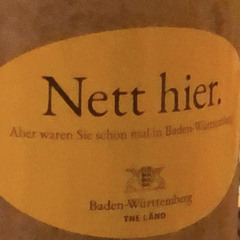 Nett hier.
Aber waren Sie schon mal in Baden-Württemberg
Baden-Württemberg
THE LÄND